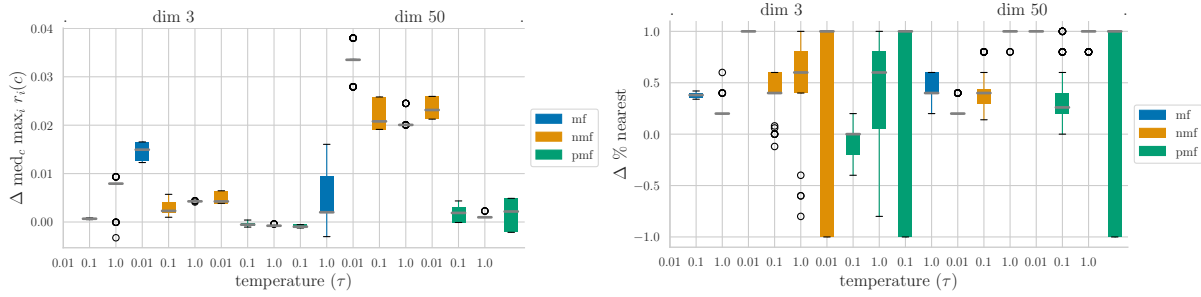 . dim 3 dim 50 .
0.04
0.03
0.02
0.01
0.00
Δ med_c max_i r_i(c)
0.01 0.1 1.0 0.01 0.1 1.0 0.01 0.1 1.0 1.0 0.01 0.1 1.0 0.01 0.1 1.0
temperature (τ)
mf
nmf
pmf
. dim 3 dim 50 .
1.0
0.5
0.0
−0.5
−1.0
Δ % nearest
0.01 0.1 1.0 0.01 0.1 1.0 0.01 0.1 1.0 0.01 0.1 1.0 0.01 0.1 1.0 0.01 0.1 1.0
temperature (τ)
mf
nmf
pmf